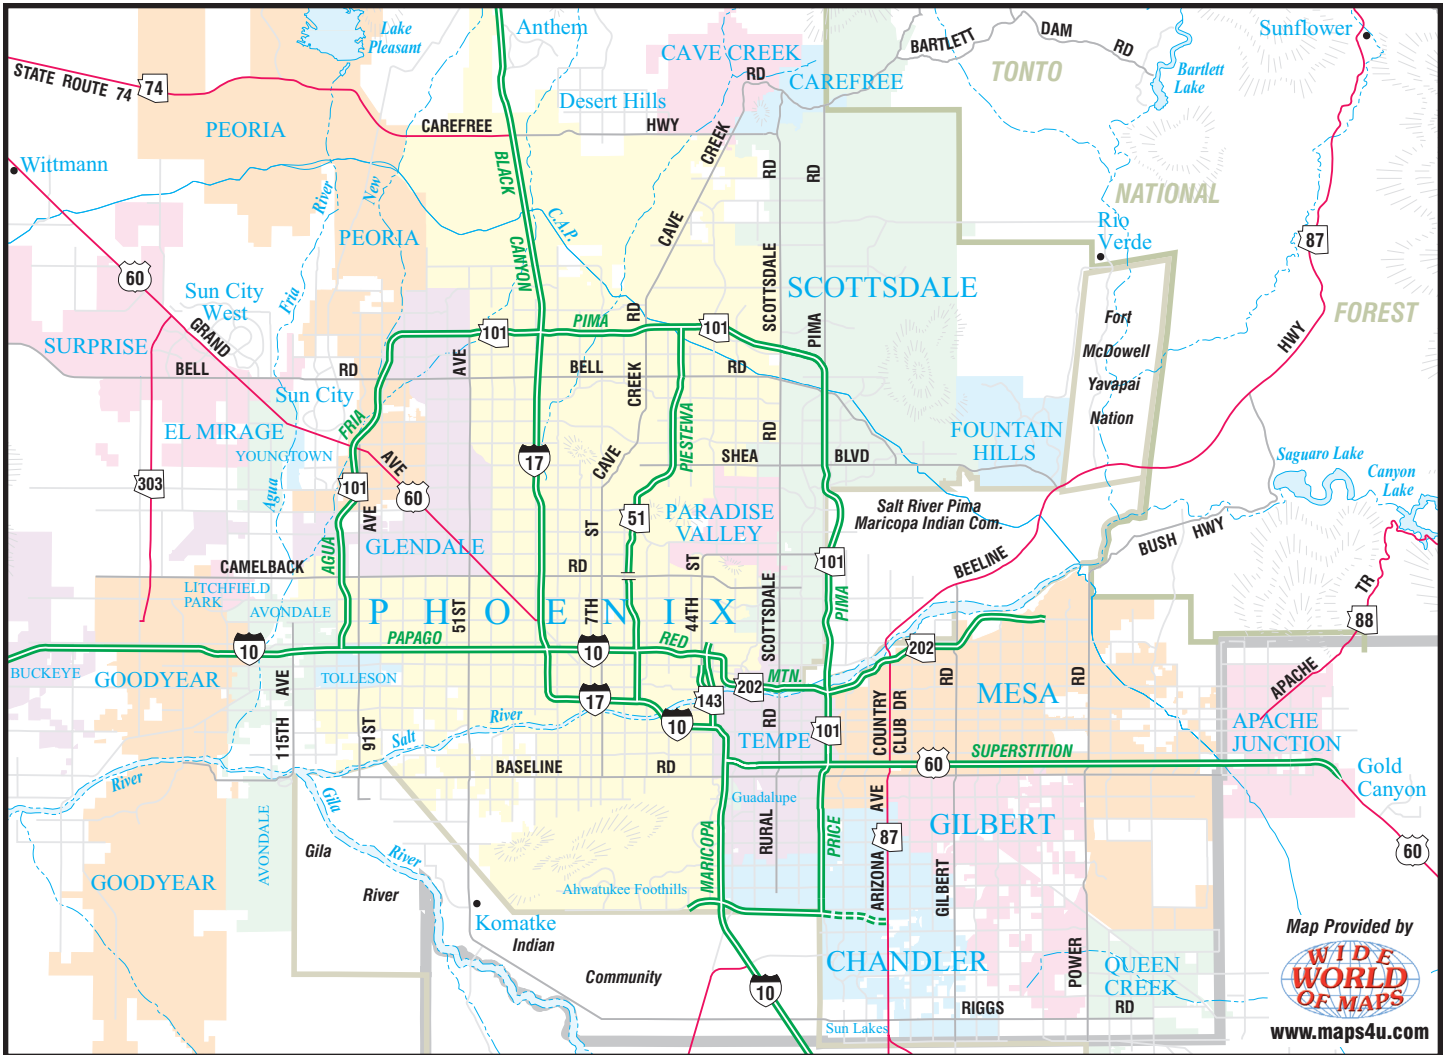 Lake
Pleasant
Anthem
CAVE CREEK
RD
CAREFREE
BARTLETT
DAM
RD
Sunflower
TONTO
Bartlett
Lake
STATE ROUTE 74
74
PEORIA
CAREFREE
HWY
Desert Hills
CREEK
CAVE
RD
RD
Wittmann
BLACK
CANYON
River
New
C.A.P.
NATIONAL
Rio
Verde
87
PEORIA
60
Sun City
West
Fria
SCOTTSDALE
SCOTTSDALE
PIMA
FOREST
Fort
McDowell
Yavapai
Nation
HWY
SURPRISE
GRAND
101
PIMA
RD
101
BELL
RD
AVE
BELL
CREEK
RD
Sun City
FRIA
EL MIRAGE
YOUNGTOWN
AVE
60
17
CAVE
PIESTEWA
RD
SHEA
BLVD
FOUNTAIN
HILLS
Saguaro Lake
Canyon
Lake
303
Agua
101
AVE
51
PARADISE
VALLEY
Salt River Pima
Maricopa Indian Com.
BUSH HWY
GLENDALE
AGUA
ST
ST
101
BEELINE
CAMELBACK
RD
LITCHFIELD
PARK
AVONDALE
PHOENIX
51ST
7TH
44TH
SCOTTSDALE
PIMA
TR
88
APACHE
PAPAGO
RED
MTN.
10
10
202
202
BUCKEYE
GOODYEAR
AVE
115TH
TOLLESON
91ST
17
143
10
RD
TEMPE
101
COUNTRY
CLUB DR
RD
MESA
RD
APACHE
JUNCTION
River
Salt
River
Gila
River
BASELINE
RD
SUPERSTITION
60
Gold
Canyon
60
Guadalupe
RURAL
PRICE
AVE
87
ARIZONA
GILBERT
GILBERT
AVONDALE
GOODYEAR
Gila
River
Indian
Community
Komatke
Ahwatukee Foothills
MARICOPA
10
CHANDLER
POWER
QUEEN
CREEK
RIGGS
RD
Sun Lakes
Map Provided by
WIDE
WORLD
OF MAPS
www.maps4u.com